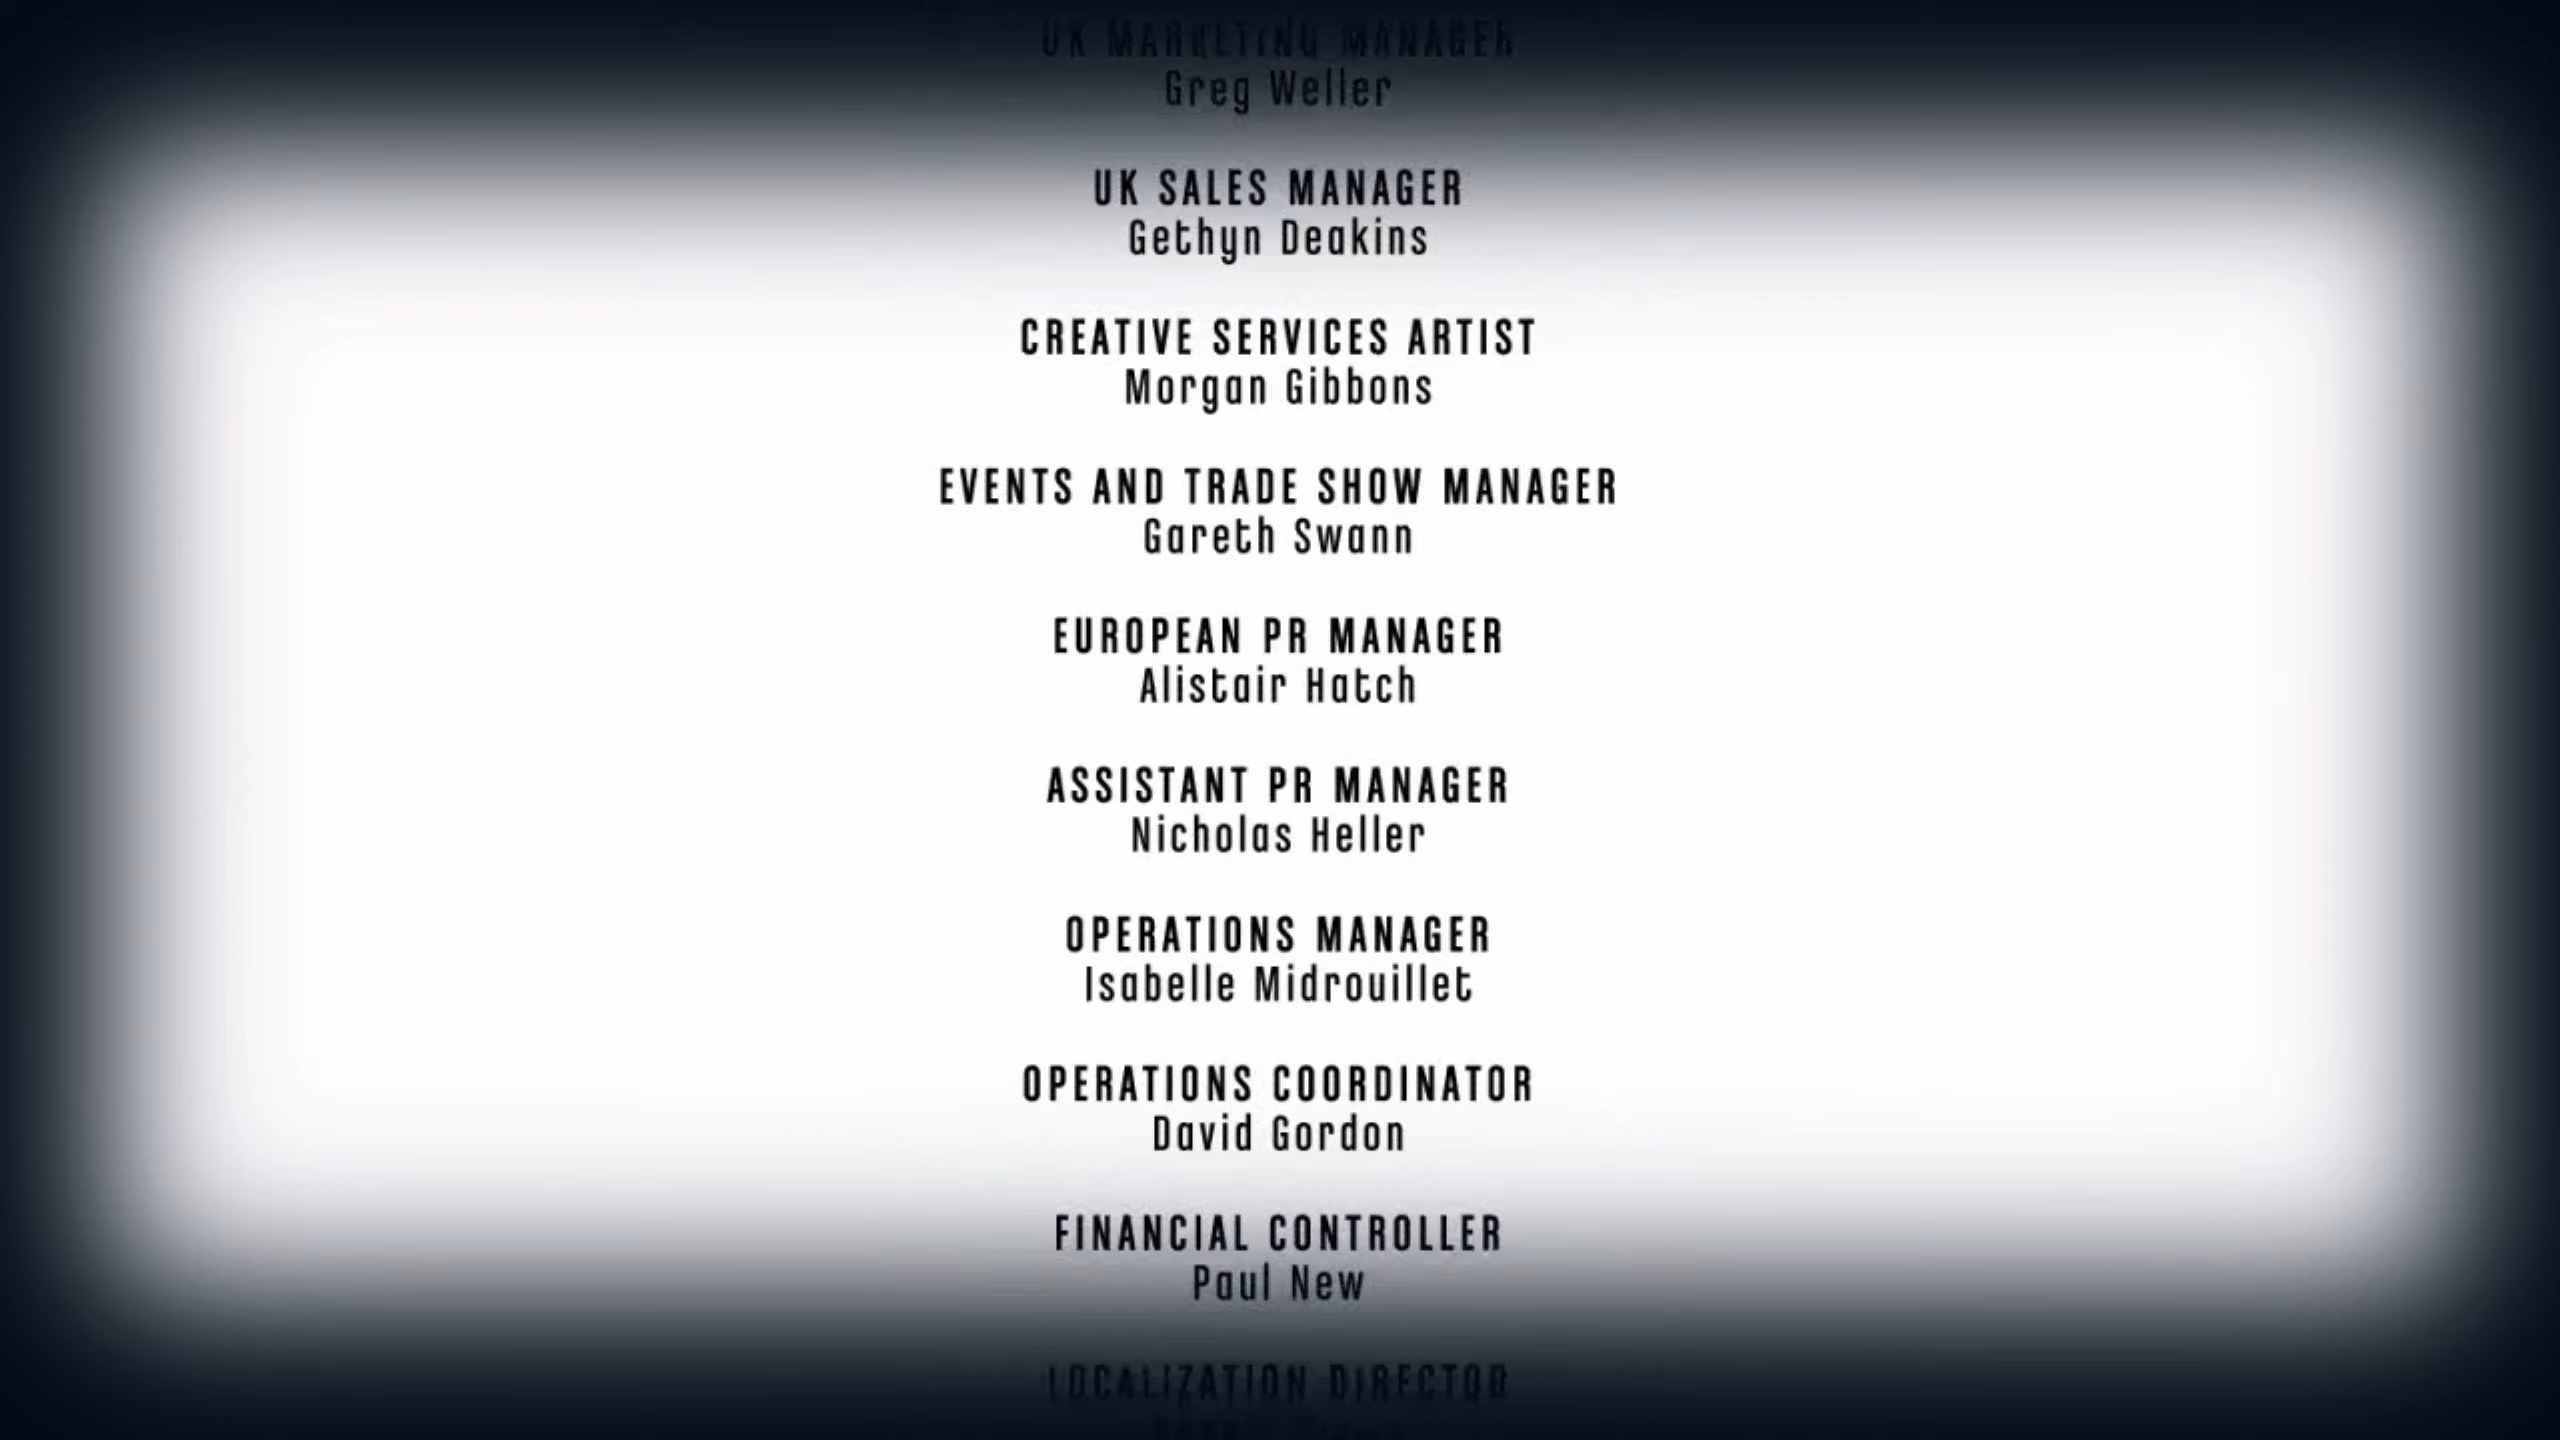 UK MARKETING MANAGER
Greg Weller
UK SALES MANAGER
Gethyn Deakins
CREATIVE SERVICES ARTIST
Morgan Gibbons
EVENTS AND TRADE SHOW MANAGER
Gareth Swann
EUROPEAN PR MANAGER
Alistair Hatch
ASSISTANT PR MANAGER
Nicholas Heller
OPERATIONS MANAGER
Isabelle Midrouillet
OPERATIONS COORDINATOR
David Gordon
FINANCIAL CONTROLLER
Paul New
LOCALIZATION DIRECTOR